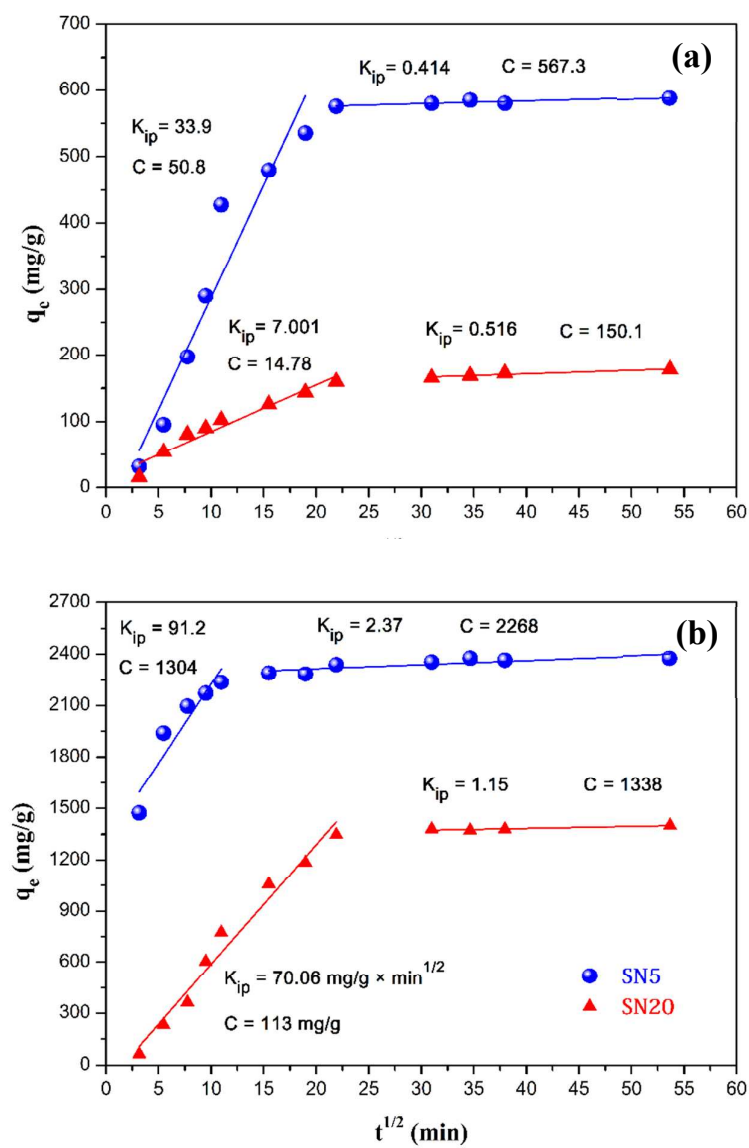 700
(a)
K_ip = 0.414
C = 567.3
600
K_ip = 33.9
500
C = 50.8
400
q_e (mg/g)
300
K_ip = 7.001
K_ip = 0.516
C = 150.1
200
C = 14.78
100
0
0 5 10 15 20 25 30 35 40 45 50 55 60
2700
(b)
K_ip = 91.2
K_ip = 2.37
C = 2268
2400
C = 1304
2100
1800
K_ip = 1.15
C = 1338
1500
q_e (mg/g)
1200
900
600
K_ip = 70.06 mg/g × min^1/2
SN5
300
C = 113 mg/g
SN20
0
0 5 10 15 20 25 30 35 40 45 50 55 60
t^1/2 (min)